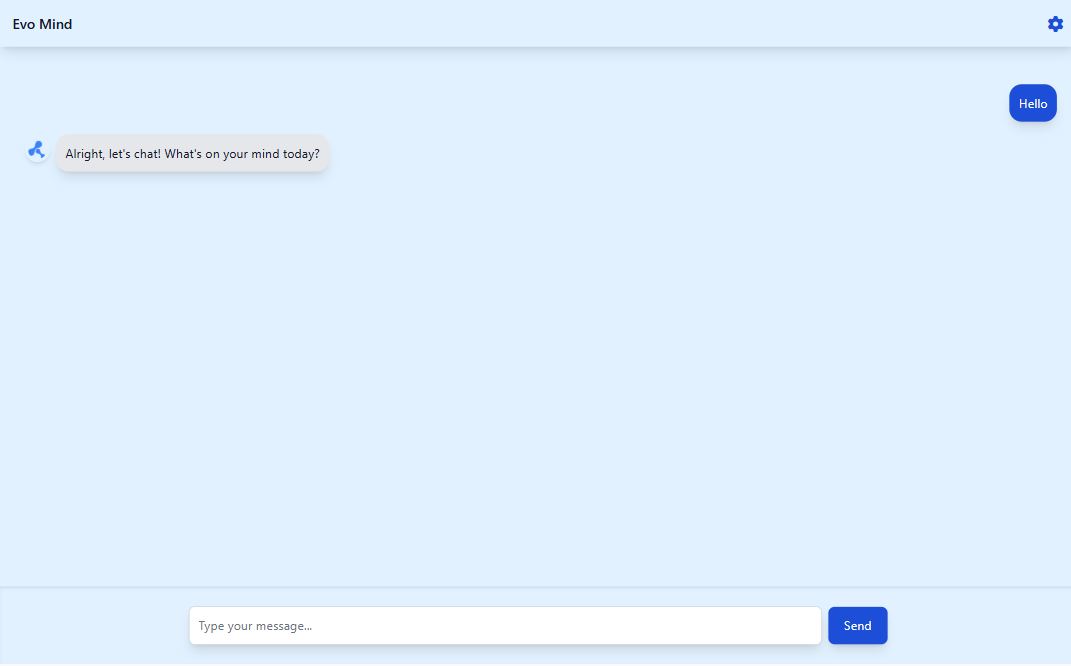 Evo Mind
Hello
Alright, let's chat! What's on your mind today?
Type your message...
Send